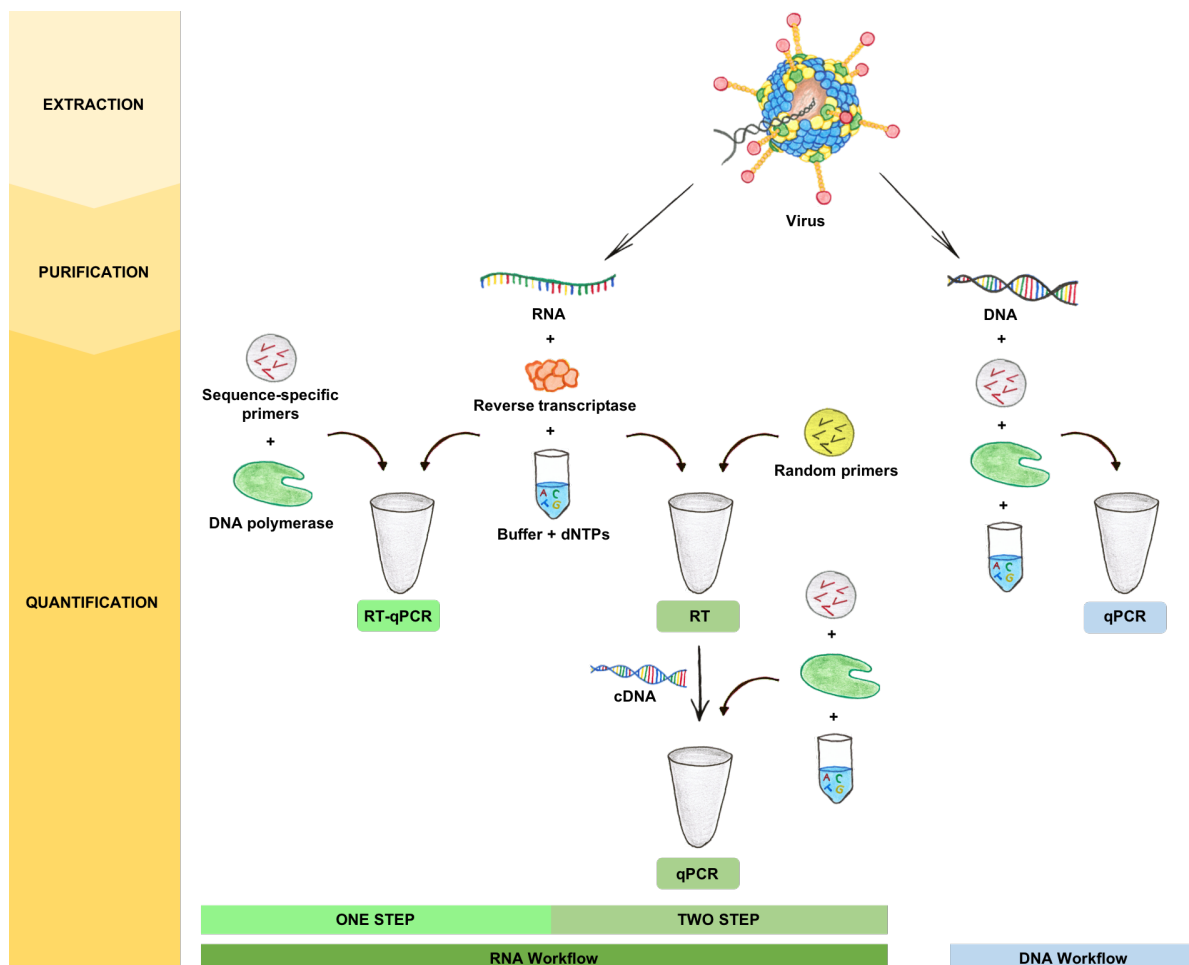 EXTRACTION
Virus
PURIFICATION
RNA
DNA
+
+
Sequence-specific
primers
Reverse transcriptase
+
+
+
Random primers
DNA polymerase
A C
T G
Buffer + dNTPs
+
A C
T G
QUANTIFICATION
RT-qPCR
RT
qPCR
+
cDNA
+
A C
T G
qPCR
ONE STEP
TWO STEP
RNA Workflow
DNA Workflow